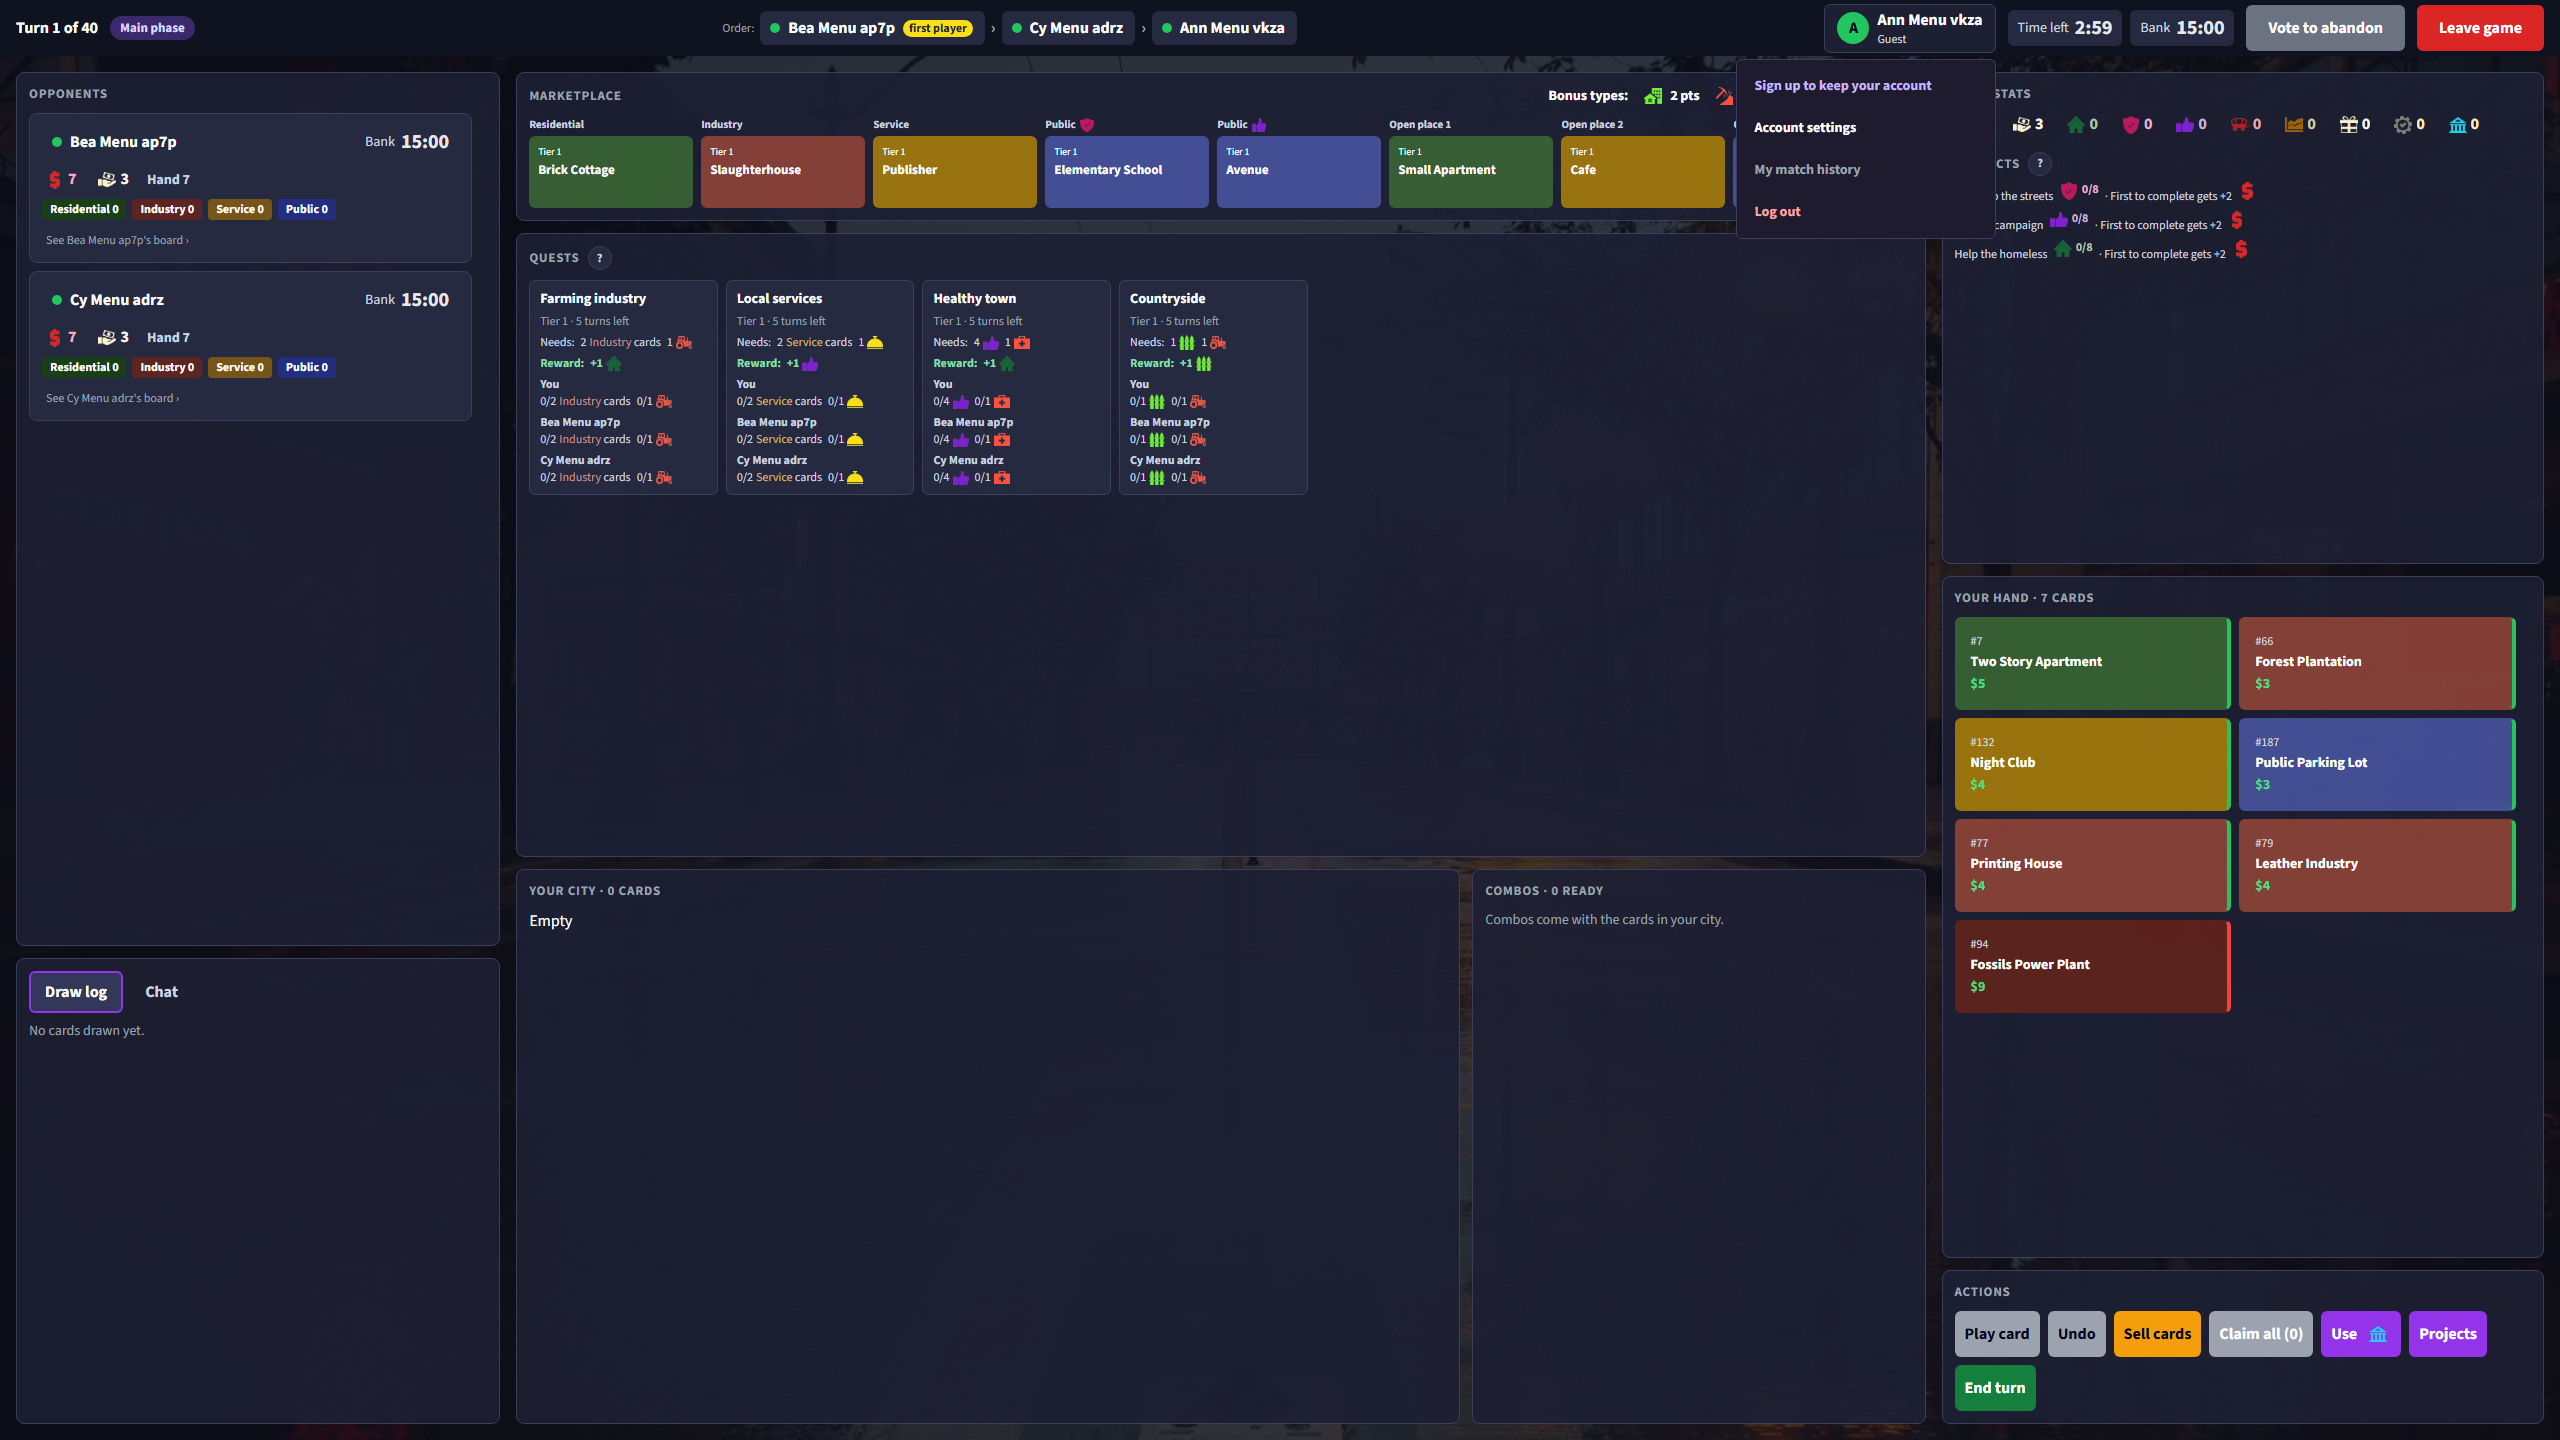 Turn 1 of 40 Main phase
Order: Bea Menu ap7p first player › Cy Menu adrz › Ann Menu vkza
A Ann Menu vkza
Guest
Time left 2:59 Bank 15:00 Vote to abandon Leave game
Sign up to keep your account
Account settings
My match history
Log out
OPPONENTS
Bea Menu ap7p Bank 15:00
7 3 Hand 7
Residential 0 Industry 0 Service 0 Public 0
See Bea Menu ap7p's board ›
Cy Menu adrz Bank 15:00
7 3 Hand 7
Residential 0 Industry 0 Service 0 Public 0
See Cy Menu adrz's board ›
Draw log Chat
No cards drawn yet.
MARKETPLACE Bonus types: 2 pts
Residential Industry Service Public Public Open place 1 Open place 2
Tier 1 Tier 1 Tier 1 Tier 1 Tier 1 Tier 1 Tier 1
Brick Cottage Slaughterhouse Publisher Elementary School Avenue Small Apartment Cafe
QUESTS ?
Farming industry
Tier 1 · 5 turns left
Needs: 2 Industry cards 1
Reward: +1
You
0/2 Industry cards 0/1
Bea Menu ap7p
0/2 Industry cards 0/1
Cy Menu adrz
0/2 Industry cards 0/1
Local services
Tier 1 · 5 turns left
Needs: 2 Service cards 1
Reward: +1
You
0/2 Service cards 0/1
Bea Menu ap7p
0/2 Service cards 0/1
Cy Menu adrz
0/2 Service cards 0/1
Healthy town
Tier 1 · 5 turns left
Needs: 4 1
Reward: +1
You
0/4 0/1
Bea Menu ap7p
0/4 0/1
Cy Menu adrz
0/4 0/1
Countryside
Tier 1 · 5 turns left
Needs: 1 1
Reward: +1
You
0/1 0/1
Bea Menu ap7p
0/1 0/1
Cy Menu adrz
0/1 0/1
YOUR CITY · 0 CARDS
Empty
COMBOS · 0 READY
Combos come with the cards in your city.
3 0 0 0 0 0 0 0 0
?
the streets 0/8 · First to complete gets +2
campaign 0/8 · First to complete gets +2
Help the homeless 0/8 · First to complete gets +2
YOUR HAND · 7 CARDS
#7
Two Story Apartment
$5
#66
Forest Plantation
$3
#132
Night Club
$4
#187
Public Parking Lot
$3
#77
Printing House
$4
#79
Leather Industry
$4
#94
Fossils Power Plant
$9
ACTIONS
Play card Undo Sell cards Claim all (0) Use Projects
End turn